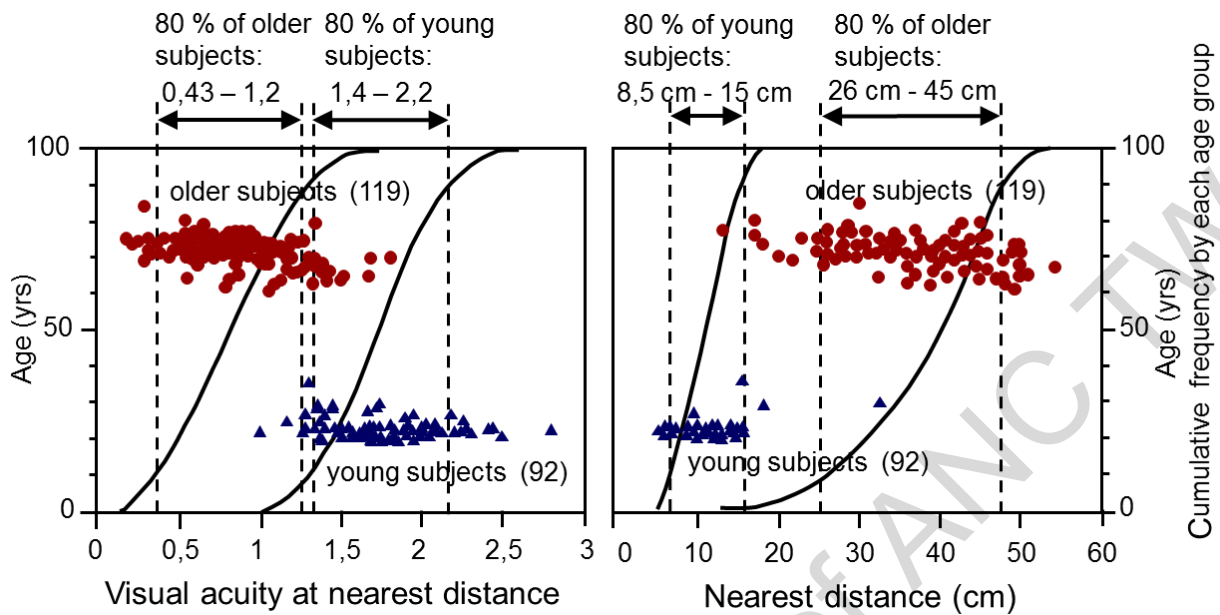 80 % of older
subjects:
0,43 – 1,2
80 % of young
subjects:
1,4 – 2,2
80 % of young
subjects:
8,5 cm - 15 cm
80 % of older
subjects:
26 cm - 45 cm
100
50
0
Age (yrs)
older subjects (119)
young subjects (92)
0 0,5 1 1,5 2 2,5 3
Visual acuity at nearest distance
older subjects (119)
young subjects (92)
0 10 20 30 40 50 60
Nearest distance (cm)
100
50
0
Age (yrs)
Cumulative frequency by each age group
of ANC TW